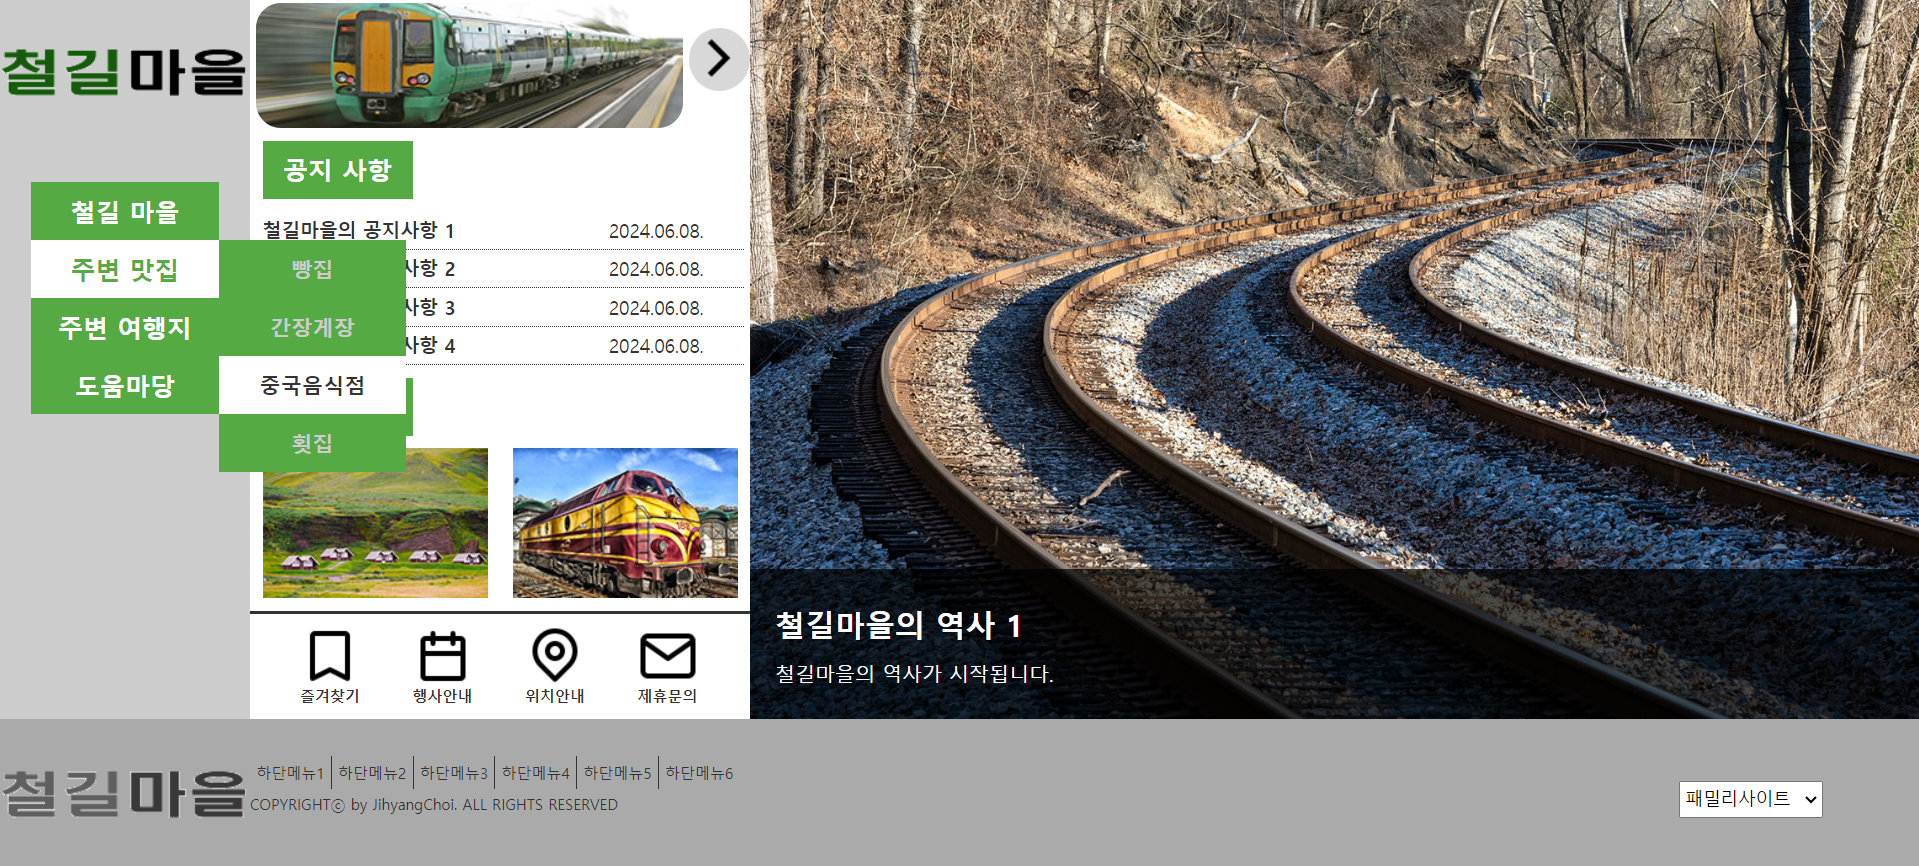 철길마을
철길 마을
주변 맛집
주변 여행지
도움마당
빵집
간장게장
중국음식점
횟집
공지 사항
철길마을의 공지사항 1 2024.06.08.
사항 2 2024.06.08.
사항 3 2024.06.08.
사항 4 2024.06.08.
즐겨찾기 행사안내 위치안내 제휴문의
철길마을의 역사 1
철길마을의 역사가 시작됩니다.
철길마을
하단메뉴1 하단메뉴2 하단메뉴3 하단메뉴4 하단메뉴5 하단메뉴6
COPYRIGHTⓒ by JihyangChoi. ALL RIGHTS RESERVED
패밀리사이트